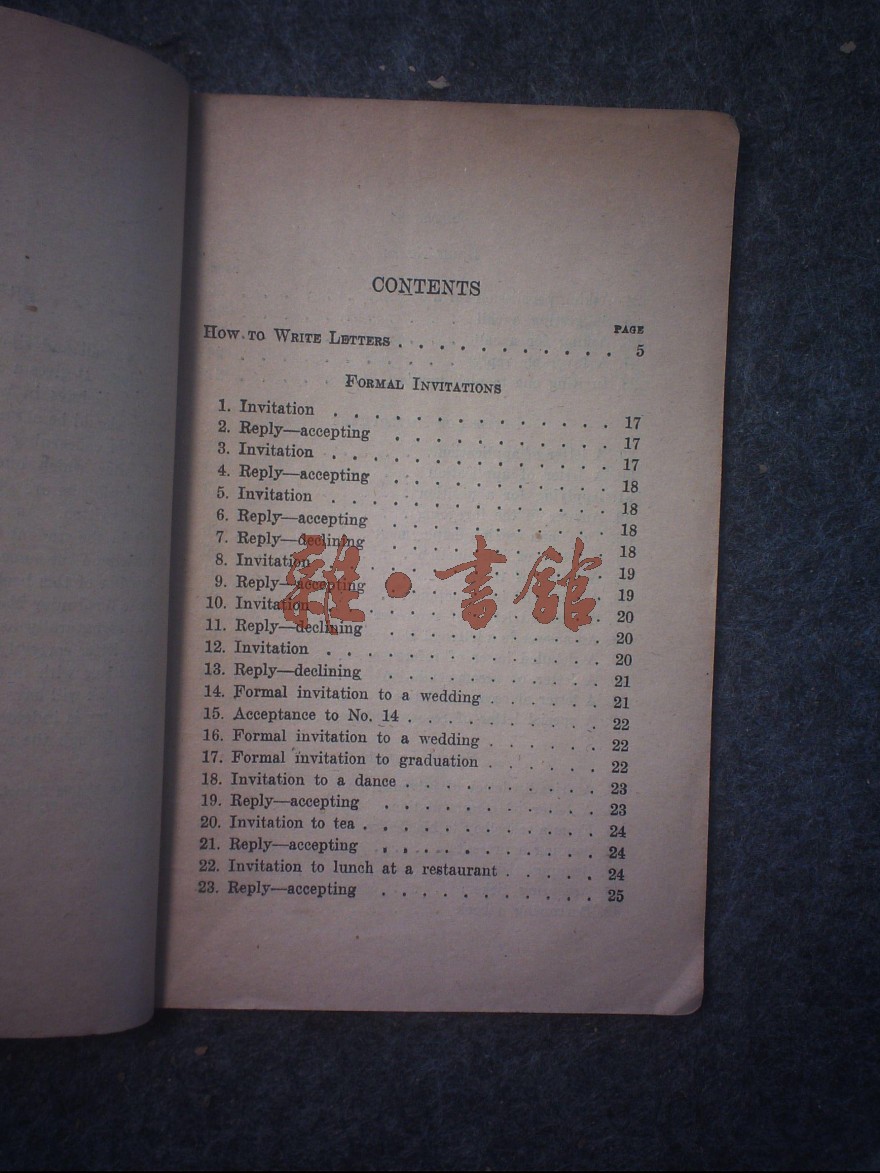 CONTENTS
PAGE
How to Write Letters . . . . . . . . . . . 5
Formal Invitations
1. Invitation . . . . . . . . . . 17
2. Reply—accepting . . . . . . . . 17
3. Invitation . . . . . . . . . . 17
4. Reply—accepting . . . . . . . . 18
5. Invitation . . . . . . . . . . 18
6. Reply—accepting . . . . . . . . 18
7. Reply—declining . . . . . . . . 18
8. Invitation . . . . . . . . . . 19
9. Reply—accepting . . . . . . . . 19
10. Invitation . . . . . . . . . . 20
11. Reply—declining . . . . . . . . 20
12. Invitation . . . . . . . . . . 20
13. Reply—declining . . . . . . . . 21
14. Formal invitation to a wedding . . . . . . 21
15. Acceptance to No. 14 . . . . . . . . 22
16. Formal invitation to a wedding . . . . . . 22
17. Formal invitation to graduation . . . . . . 22
18. Invitation to a dance . . . . . . . . 23
19. Reply—accepting . . . . . . . . . 23
20. Invitation to tea . . . . . . . . . . 24
21. Reply—accepting . . . . . . . . . . 24
22. Invitation to lunch at a restaurant . . . . . 24
23. Reply—accepting . . . . . . . . . . 25
雜·書館